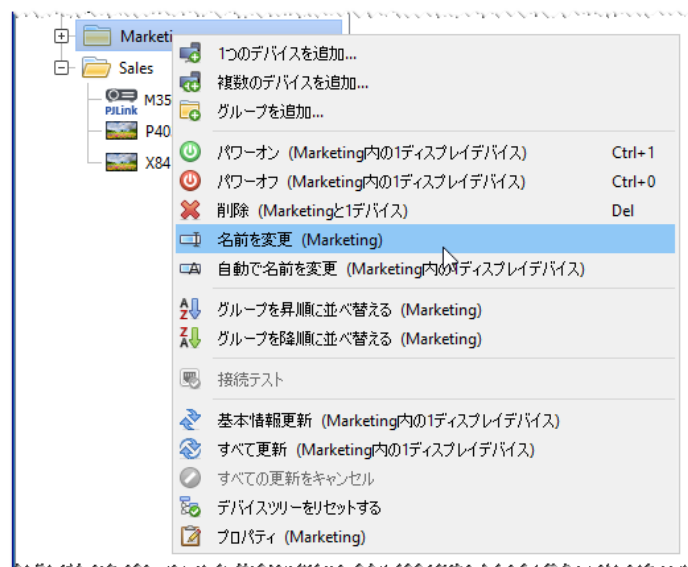 Marketi
1つのデバイスを追加...
Sales
複数のデバイスを追加...
PJLink M35
グループを追加...
P40
X84
パワーオン (Marketing内の1ディスプレイデバイス) Ctrl+1
パワーオフ (Marketing内の1ディスプレイデバイス) Ctrl+0
削除 (Marketingと1デバイス) Del
名前を変更 (Marketing)
自動で名前を変更 (Marketing内の1ディスプレイデバイス)
グループを昇順に並べ替える (Marketing)
グループを降順に並べ替える (Marketing)
接続テスト
基本情報更新 (Marketing内の1ディスプレイデバイス)
すべて更新 (Marketing内の1ディスプレイデバイス)
すべての更新をキャンセル
デバイスツリーをリセットする
プロパティ (Marketing)